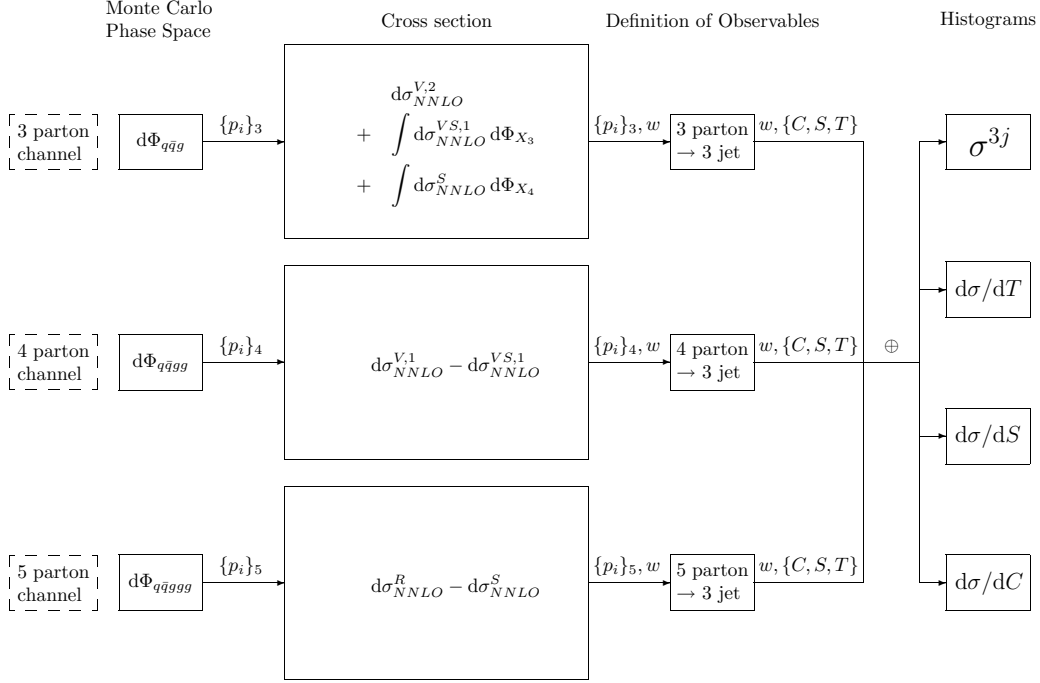 Monte Carlo
Phase Space
Cross section
Definition of Observables
Histograms
3 parton
channel
dΦ_{qq̄g}
{p_i}_3
dσ^{V,2}_{NNLO}
+ ∫ dσ^{VS,1}_{NNLO} dΦ_{X_3}
+ ∫ dσ^{S}_{NNLO} dΦ_{X_4}
{p_i}_3, w
3 parton
→ 3 jet
w, {C, S, T}
σ^{3j}
dσ/dT
4 parton
channel
dΦ_{qq̄gg}
{p_i}_4
dσ^{V,1}_{NNLO} − dσ^{VS,1}_{NNLO}
{p_i}_4, w
4 parton
→ 3 jet
w, {C, S, T}
⊕
dσ/dS
5 parton
channel
dΦ_{qq̄ggg}
{p_i}_5
dσ^{R}_{NNLO} − dσ^{S}_{NNLO}
{p_i}_5, w
5 parton
→ 3 jet
w, {C, S, T}
dσ/dC